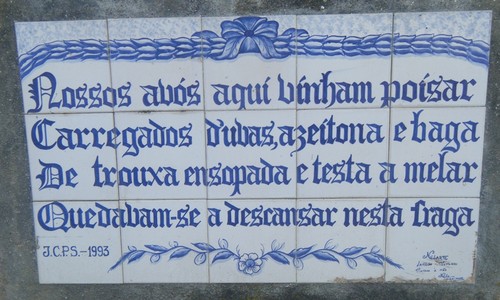 Nossos avós aqui vinham poisar
Carregados d'uvas, azeitona e baga
De trouxa ensopada e testa a melar
Quedavam-se a descansar nesta fraga
J.C.P.S.-1993